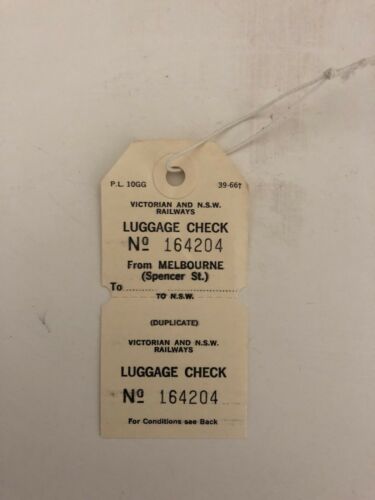 P.L. 10GG 39-66†
VICTORIAN AND N.S.W.
RAILWAYS
LUGGAGE CHECK
Nº 164204
From MELBOURNE
(Spencer St.)
To
TO N.S.W.
(DUPLICATE)
VICTORIAN AND N.S.W.
RAILWAYS
LUGGAGE CHECK
Nº 164204
For Conditions see Back